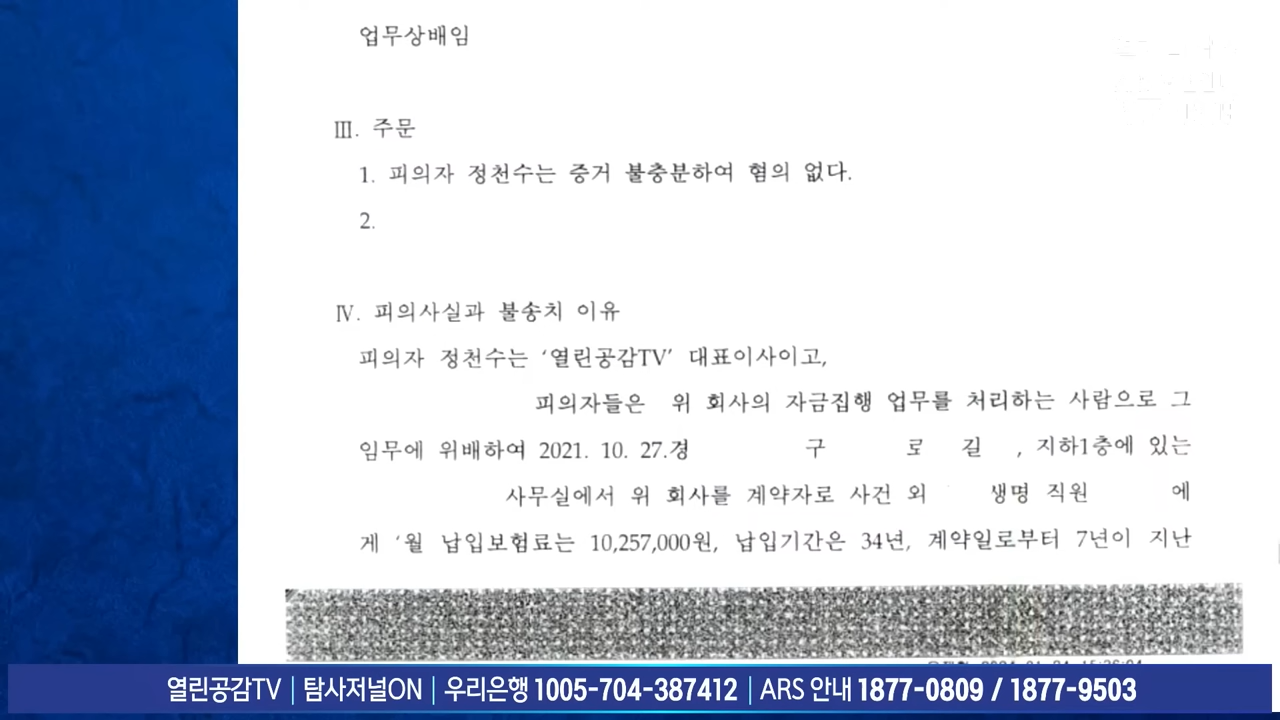 업무상배임
Ⅲ. 주문
1. 피의자 정천수는 증거 불충분하여 혐의 없다.
2.
Ⅳ. 피의사실과 불송치 이유
피의자 정천수는 ‘열린공감TV’ 대표이사이고,
피의자들은 위 회사의 자금집행 업무를 처리하는 사람으로 그
임무에 위배하여 2021. 10. 27.경 구 로 길 , 지하1층에 있는
사무실에서 위 회사를 계약자로 사건 외 생명 직원 에
게 ‘월 납입보험료는 10,257,000원, 납입기간은 34년, 계약일로부터 7년이 지난
열린공감TV | 탐사저널ON | 우리은행 1005-704-387412 | ARS 안내 1877-0809 / 1877-9503